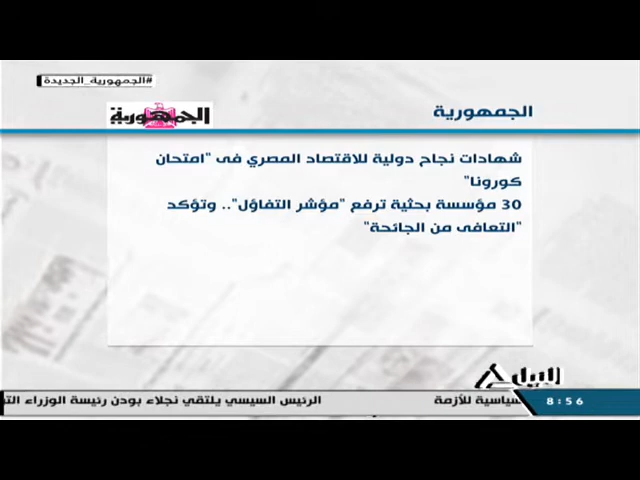 #الجمهورية_الجديدة
الجمهورية
الجمهورية
شهادات نجاح دولية للاقتصاد المصري فى "امتحان
كورونا"
30 مؤسسة بحثية ترفع "مؤشر التفاؤل".. وتؤكد
"التعافى من الجائحة"
8:56
سياسية للأزمة
الرئيس السيسي يلتقي نجلاء بودن رئيسة الوزراء